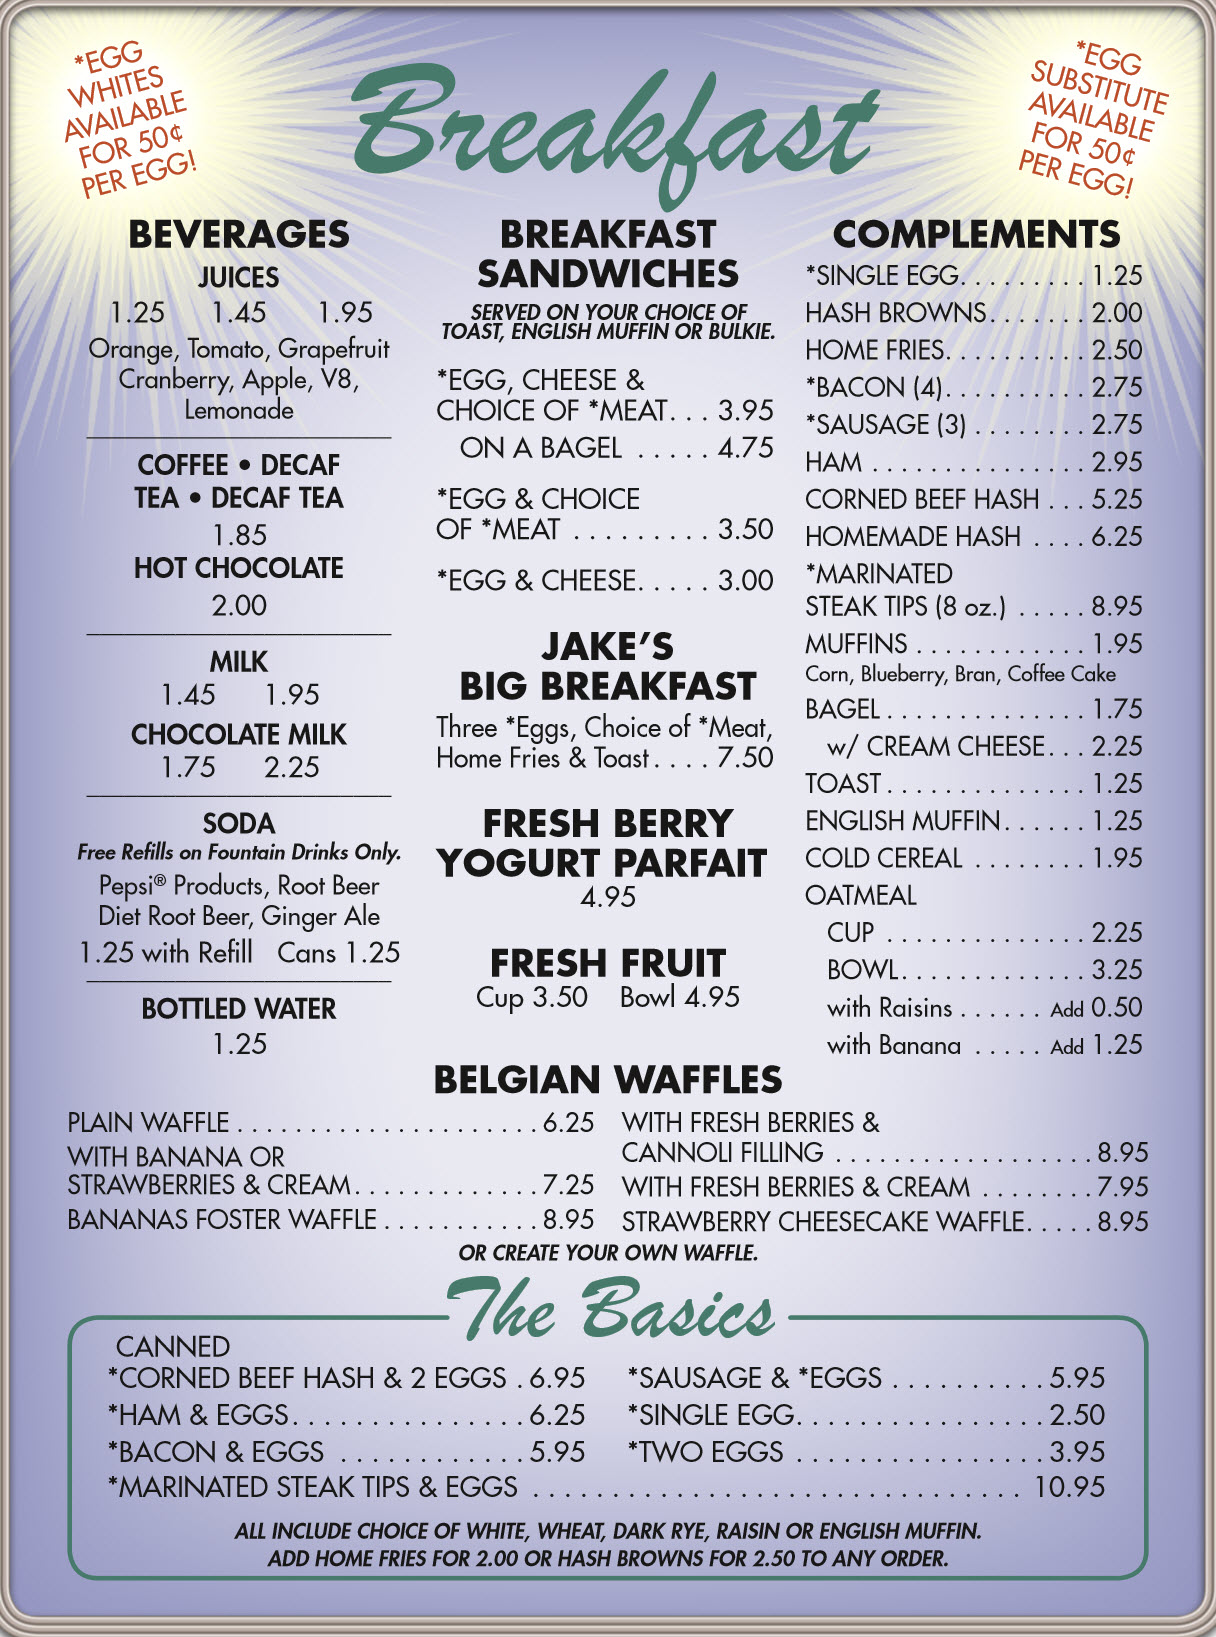 *EGG
WHITES
AVAILABLE
FOR 50¢
PER EGG!
Breakfast
*EGG
SUBSTITUTE
AVAILABLE
FOR 50¢
PER EGG!
BEVERAGES
JUICES
1.25 1.45 1.95
Orange, Tomato, Grapefruit
Cranberry, Apple, V8,
Lemonade
COFFEE • DECAF
TEA • DECAF TEA
1.85
HOT CHOCOLATE
2.00
MILK
1.45 1.95
CHOCOLATE MILK
1.75 2.25
SODA
Free Refills on Fountain Drinks Only.
Pepsi® Products, Root Beer
Diet Root Beer, Ginger Ale
1.25 with Refill Cans 1.25
BOTTLED WATER
1.25
BREAKFAST
SANDWICHES
SERVED ON YOUR CHOICE OF
TOAST, ENGLISH MUFFIN OR BULKIE.
*EGG, CHEESE &
CHOICE OF *MEAT. . . 3.95
ON A BAGEL . . . . . 4.75
*EGG & CHOICE
OF *MEAT . . . . . . . . . 3.50
*EGG & CHEESE. . . . . 3.00
JAKE'S
BIG BREAKFAST
Three *Eggs, Choice of *Meat,
Home Fries & Toast . . . . 7.50
FRESH BERRY
YOGURT PARFAIT
4.95
FRESH FRUIT
Cup 3.50 Bowl 4.95
COMPLEMENTS
*SINGLE EGG. . . . . . . . . 1.25
HASH BROWNS. . . . . . . 2.00
HOME FRIES. . . . . . . . . . 2.50
*BACON (4). . . . . . . . . . 2.75
*SAUSAGE (3) . . . . . . . . 2.75
HAM . . . . . . . . . . . . . . . 2.95
CORNED BEEF HASH . . . 5.25
HOMEMADE HASH . . . . 6.25
*MARINATED
STEAK TIPS (8 oz.) . . . . . 8.95
MUFFINS . . . . . . . . . . . . 1.95
Corn, Blueberry, Bran, Coffee Cake
BAGEL . . . . . . . . . . . . . . 1.75
w/ CREAM CHEESE. . . 2.25
TOAST . . . . . . . . . . . . . . 1.25
ENGLISH MUFFIN. . . . . . 1.25
COLD CEREAL . . . . . . . . 1.95
OATMEAL
CUP . . . . . . . . . . . . . . 2.25
BOWL. . . . . . . . . . . . . 3.25
with Raisins . . . . . . Add 0.50
with Banana . . . . . Add 1.25
BELGIAN WAFFLES
PLAIN WAFFLE . . . . . . . . . . . . . . . . . . . . . 6.25
WITH BANANA OR
STRAWBERRIES & CREAM. . . . . . . . . . . . . 7.25
BANANAS FOSTER WAFFLE . . . . . . . . . . . 8.95
WITH FRESH BERRIES &
CANNOLI FILLING . . . . . . . . . . . . . . . . . . 8.95
WITH FRESH BERRIES & CREAM . . . . . . . . 7.95
STRAWBERRY CHEESECAKE WAFFLE. . . . . 8.95
OR CREATE YOUR OWN WAFFLE.
The Basics
CANNED
*CORNED BEEF HASH & 2 EGGS . 6.95
*HAM & EGGS. . . . . . . . . . . . . . . . 6.25
*BACON & EGGS . . . . . . . . . . . . . 5.95
*SAUSAGE & *EGGS . . . . . . . . . . 5.95
*SINGLE EGG. . . . . . . . . . . . . . . . 2.50
*TWO EGGS . . . . . . . . . . . . . . . . 3.95
*MARINATED STEAK TIPS & EGGS . . . . . . . . . . . . . . . . . . . . . . . . . . . . . . . 10.95
ALL INCLUDE CHOICE OF WHITE, WHEAT, DARK RYE, RAISIN OR ENGLISH MUFFIN.
ADD HOME FRIES FOR 2.00 OR HASH BROWNS FOR 2.50 TO ANY ORDER.